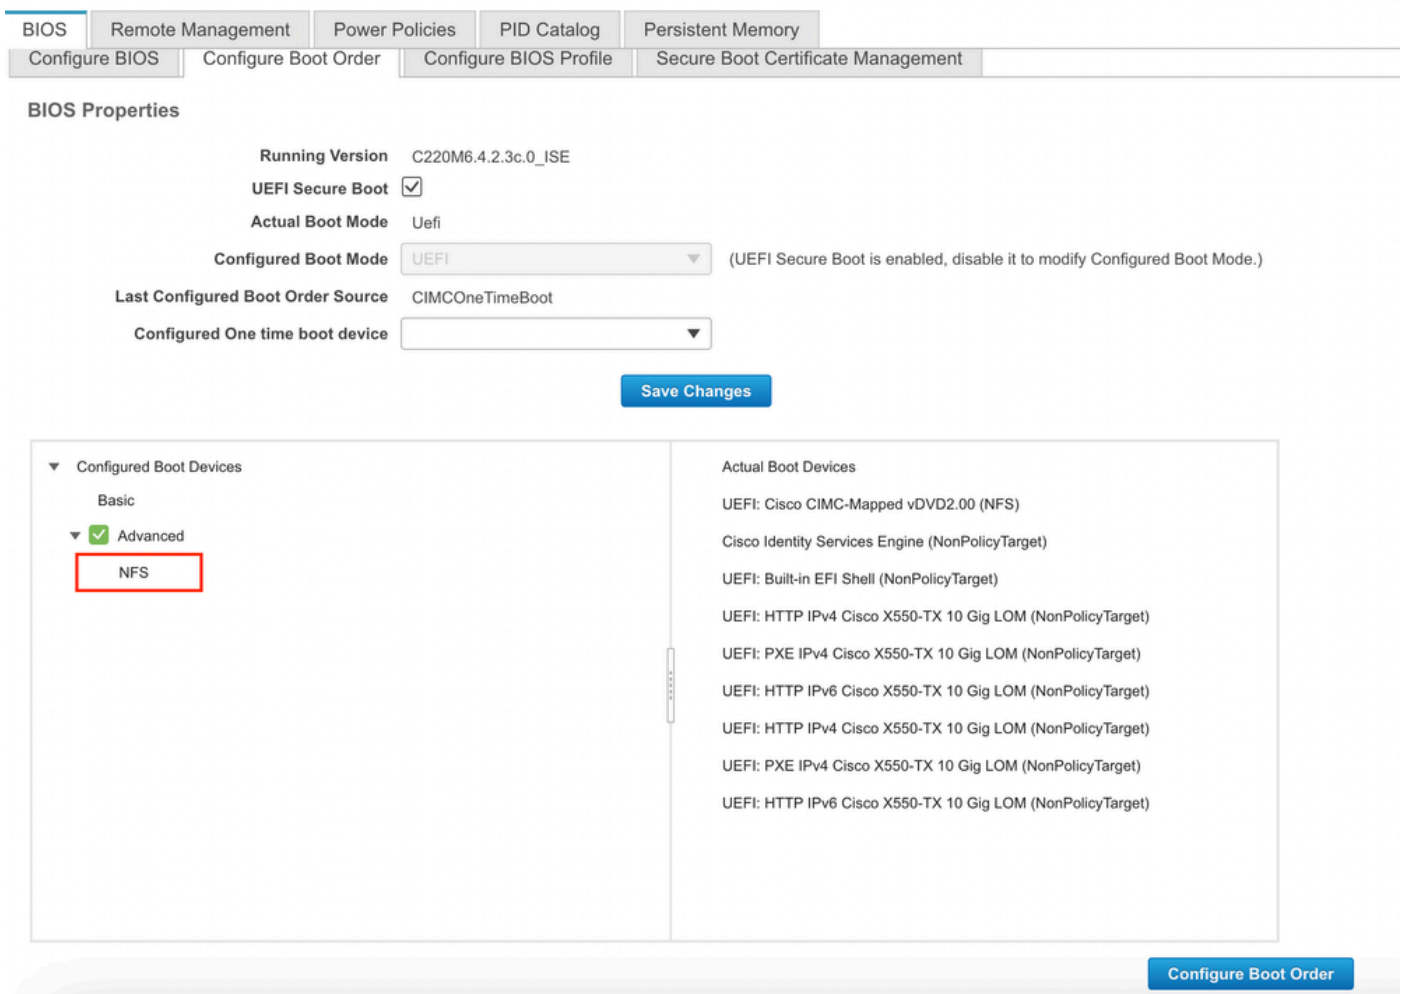 BIOS Remote Management Power Policies PID Catalog Persistent Memory
Configure BIOS Configure Boot Order Configure BIOS Profile Secure Boot Certificate Management
BIOS Properties
Running Version C220M6.4.2.3c.0_ISE
UEFI Secure Boot
Actual Boot Mode Uefi
Configured Boot Mode UEFI (UEFI Secure Boot is enabled, disable it to modify Configured Boot Mode.)
Last Configured Boot Order Source CIMCOneTimeBoot
Configured One time boot device
Save Changes
Configured Boot Devices
Basic
Advanced
NFS
Actual Boot Devices
UEFI: Cisco CIMC-Mapped vDVD2.00 (NFS)
Cisco Identity Services Engine (NonPolicyTarget)
UEFI: Built-in EFI Shell (NonPolicyTarget)
UEFI: HTTP IPv4 Cisco X550-TX 10 Gig LOM (NonPolicyTarget)
UEFI: PXE IPv4 Cisco X550-TX 10 Gig LOM (NonPolicyTarget)
UEFI: HTTP IPv6 Cisco X550-TX 10 Gig LOM (NonPolicyTarget)
UEFI: HTTP IPv4 Cisco X550-TX 10 Gig LOM (NonPolicyTarget)
UEFI: PXE IPv4 Cisco X550-TX 10 Gig LOM (NonPolicyTarget)
UEFI: HTTP IPv6 Cisco X550-TX 10 Gig LOM (NonPolicyTarget)
Configure Boot Order